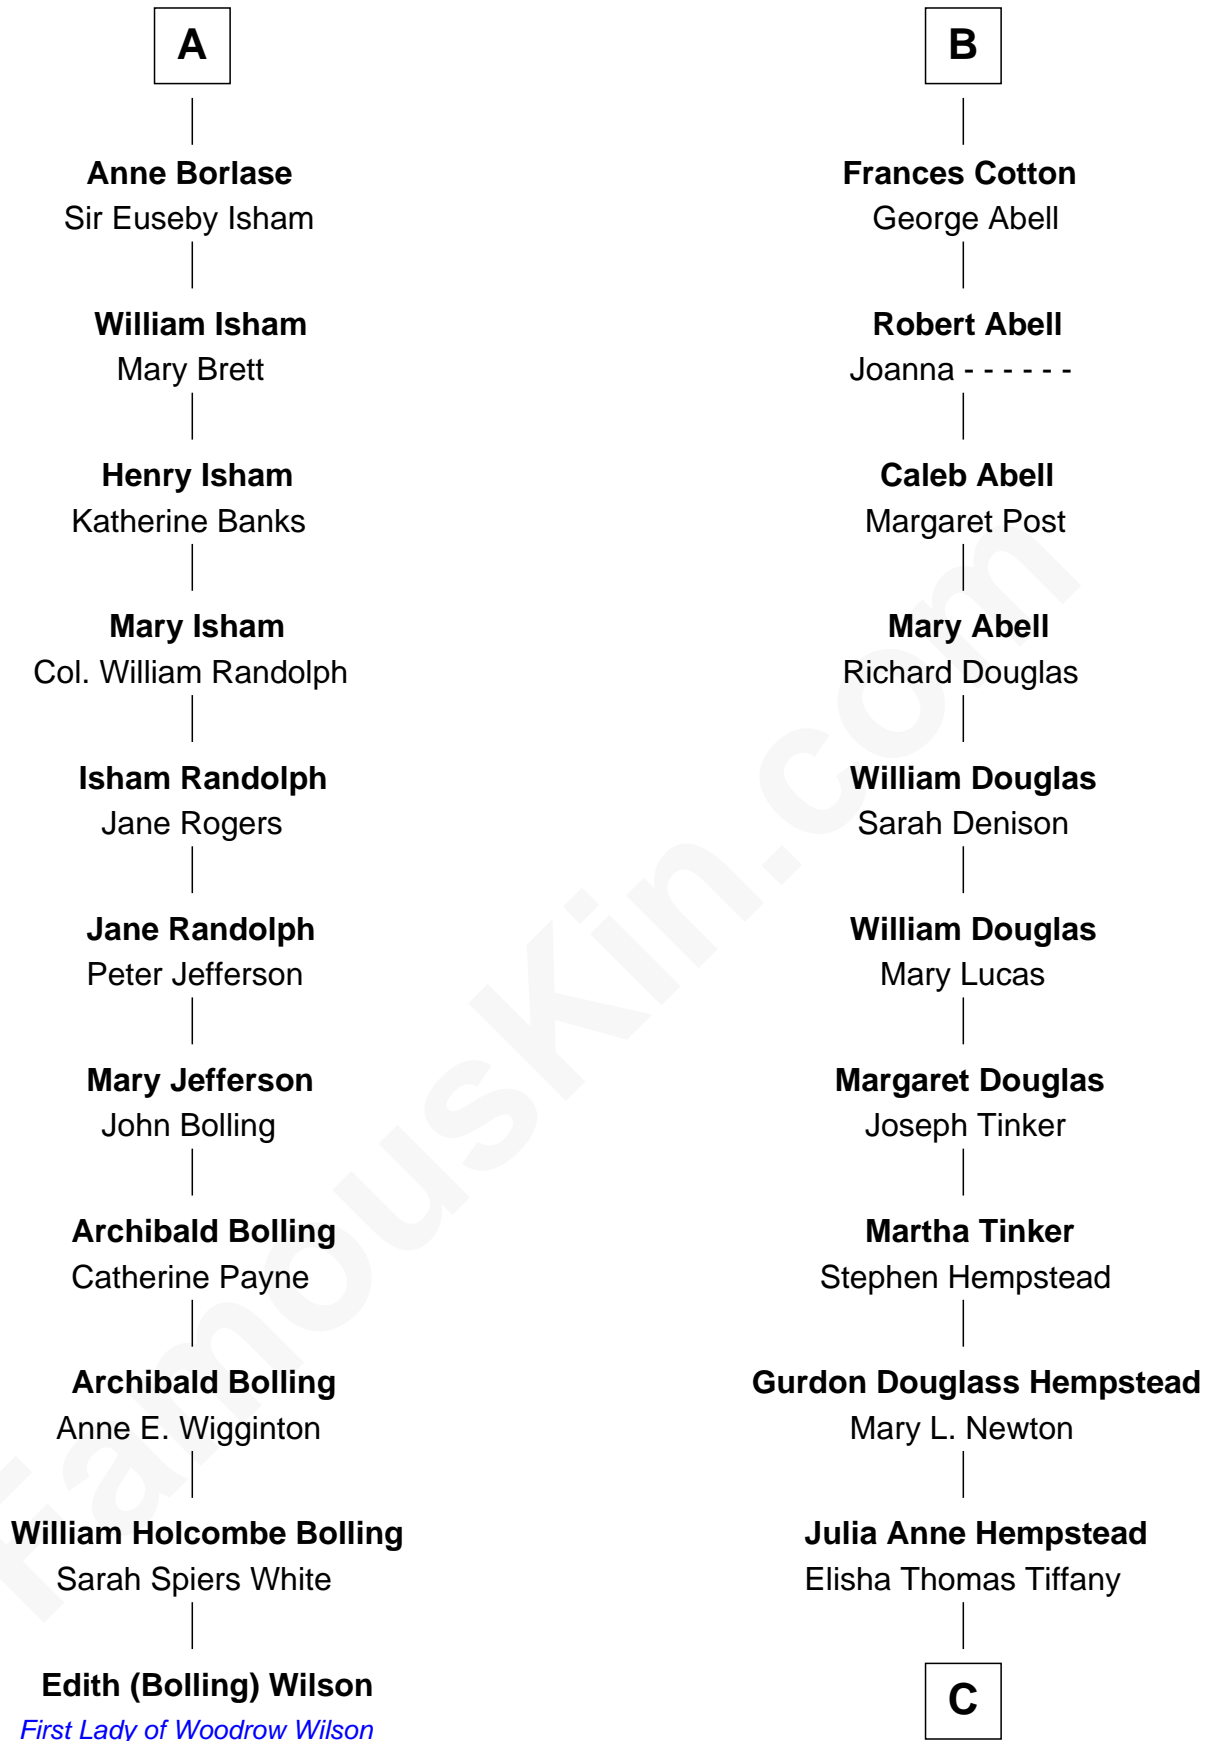 A
Anne Borlase
Sir Euseby Isham
William Isham
Mary Brett
Henry Isham
Katherine Banks
Mary Isham
Col. William Randolph
Isham Randolph
Jane Rogers
Jane Randolph
Peter Jefferson
Mary Jefferson
John Bolling
Archibald Bolling
Catherine Payne
Archibald Bolling
Anne E. Wigginton
William Holcombe Bolling
Sarah Spiers White
Edith (Bolling) Wilson
First Lady of Woodrow Wilson
B
Frances Cotton
George Abell
Robert Abell
Joanna - - - - - -
Caleb Abell
Margaret Post
Mary Abell
Richard Douglas
William Douglas
Sarah Denison
William Douglas
Mary Lucas
Margaret Douglas
Joseph Tinker
Martha Tinker
Stephen Hempstead
Gurdon Douglass Hempstead
Mary L. Newton
Julia Anne Hempstead
Elisha Thomas Tiffany
C
FamousKin.com